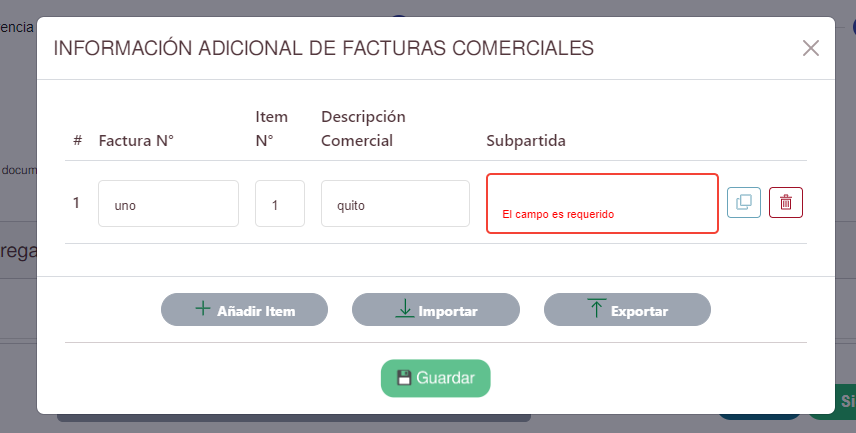 rencia
INFORMACIÓN ADICIONAL DE FACTURAS COMERCIALES
# Factura N° Item N° Descripción Comercial Subpartida
docum
1 uno 1 quito El campo es requerido
rega
Añadir Item Importar Exportar
Guardar
Si